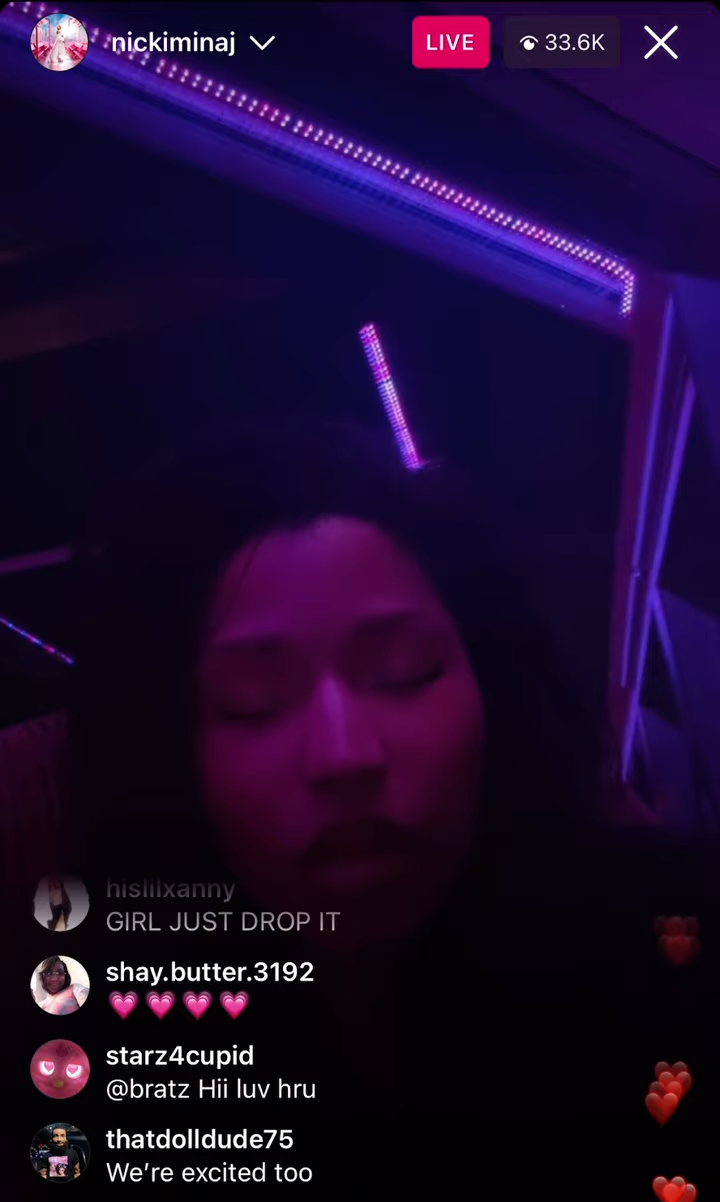 nickiminaj
LIVE
33.6K
hislilxanny
GIRL JUST DROP IT
shay.butter.3192
💗💗💗💗
starz4cupid
@bratz Hii luv hru
thatdolldude75
We're excited too